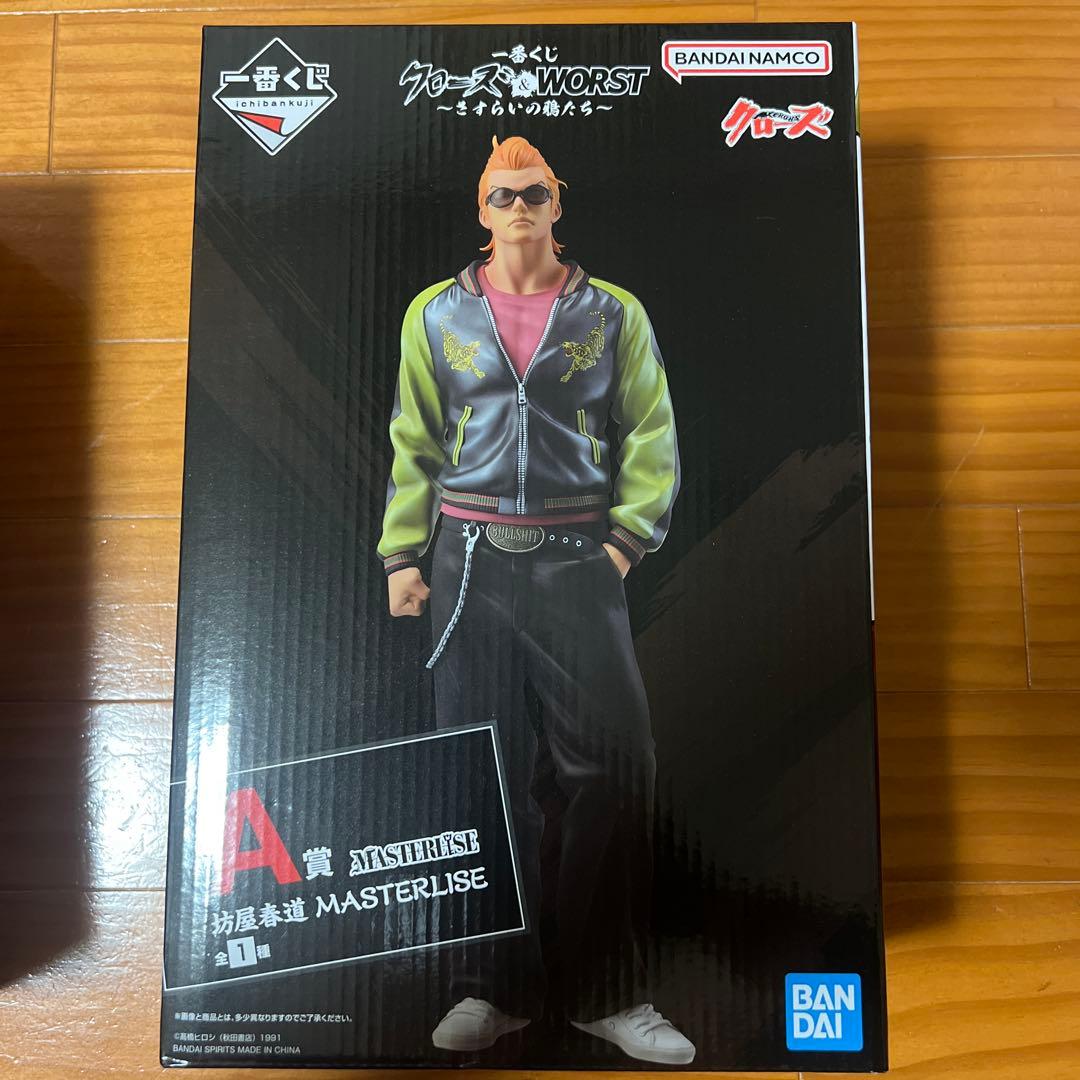 一番くじ
ichibankuji
一番くじ
クローズ&WORST
～さすらいの鴉たち～
BANDAI NAMCO
クローズ
CROWS
BULLSHIT
A賞 MASTERLISE
坊屋春道 MASTERLISE
全1種
※画像と商品とは、多少異なりますのでご了承ください。
©高橋ヒロシ（秋田書店）1991
BANDAI SPIRITS MADE IN CHINA
BAN
DAI